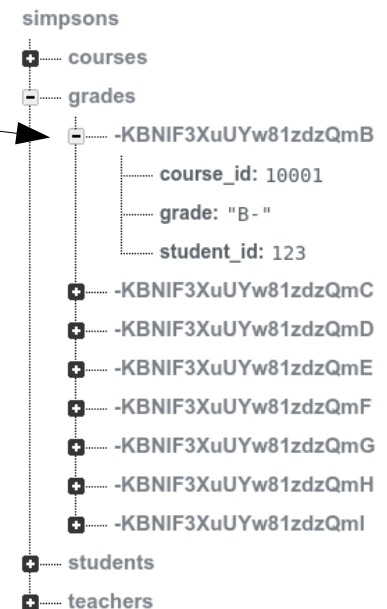 simpsons
courses
grades
-KBNIF3XuUYw81zdzQmB
course_id: 10001
grade: "B-"
student_id: 123
-KBNIF3XuUYw81zdzQmC
-KBNIF3XuUYw81zdzQmD
-KBNIF3XuUYw81zdzQmE
-KBNIF3XuUYw81zdzQmF
-KBNIF3XuUYw81zdzQmG
-KBNIF3XuUYw81zdzQmH
-KBNIF3XuUYw81zdzQmI
students
teachers